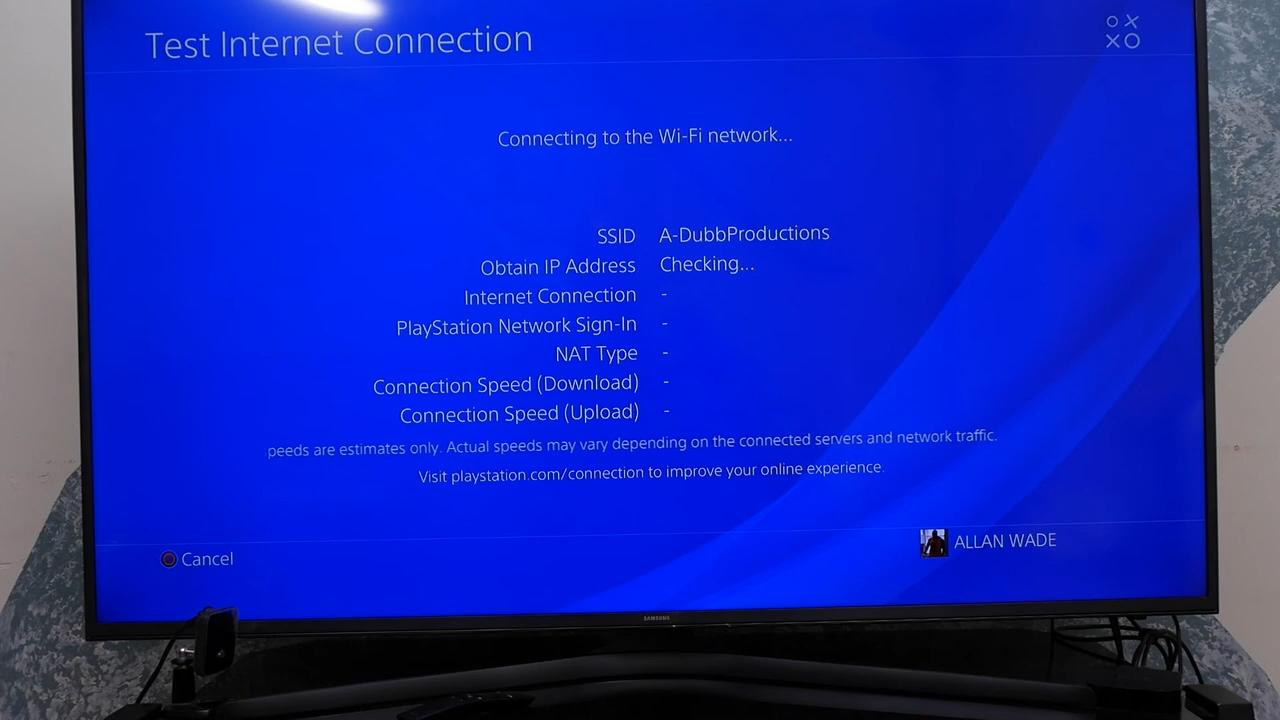 Test Internet Connection
Connecting to the Wi-Fi network...
SSID A-DubbProductions
Obtain IP Address Checking...
Internet Connection -
PlayStation Network Sign-In -
NAT Type -
Connection Speed (Download) -
Connection Speed (Upload) -
peeds are estimates only. Actual speeds may vary depending on the connected servers and network traffic.
Visit playstation.com/connection to improve your online experience.
Cancel
ALLAN WADE
SAMSUNG